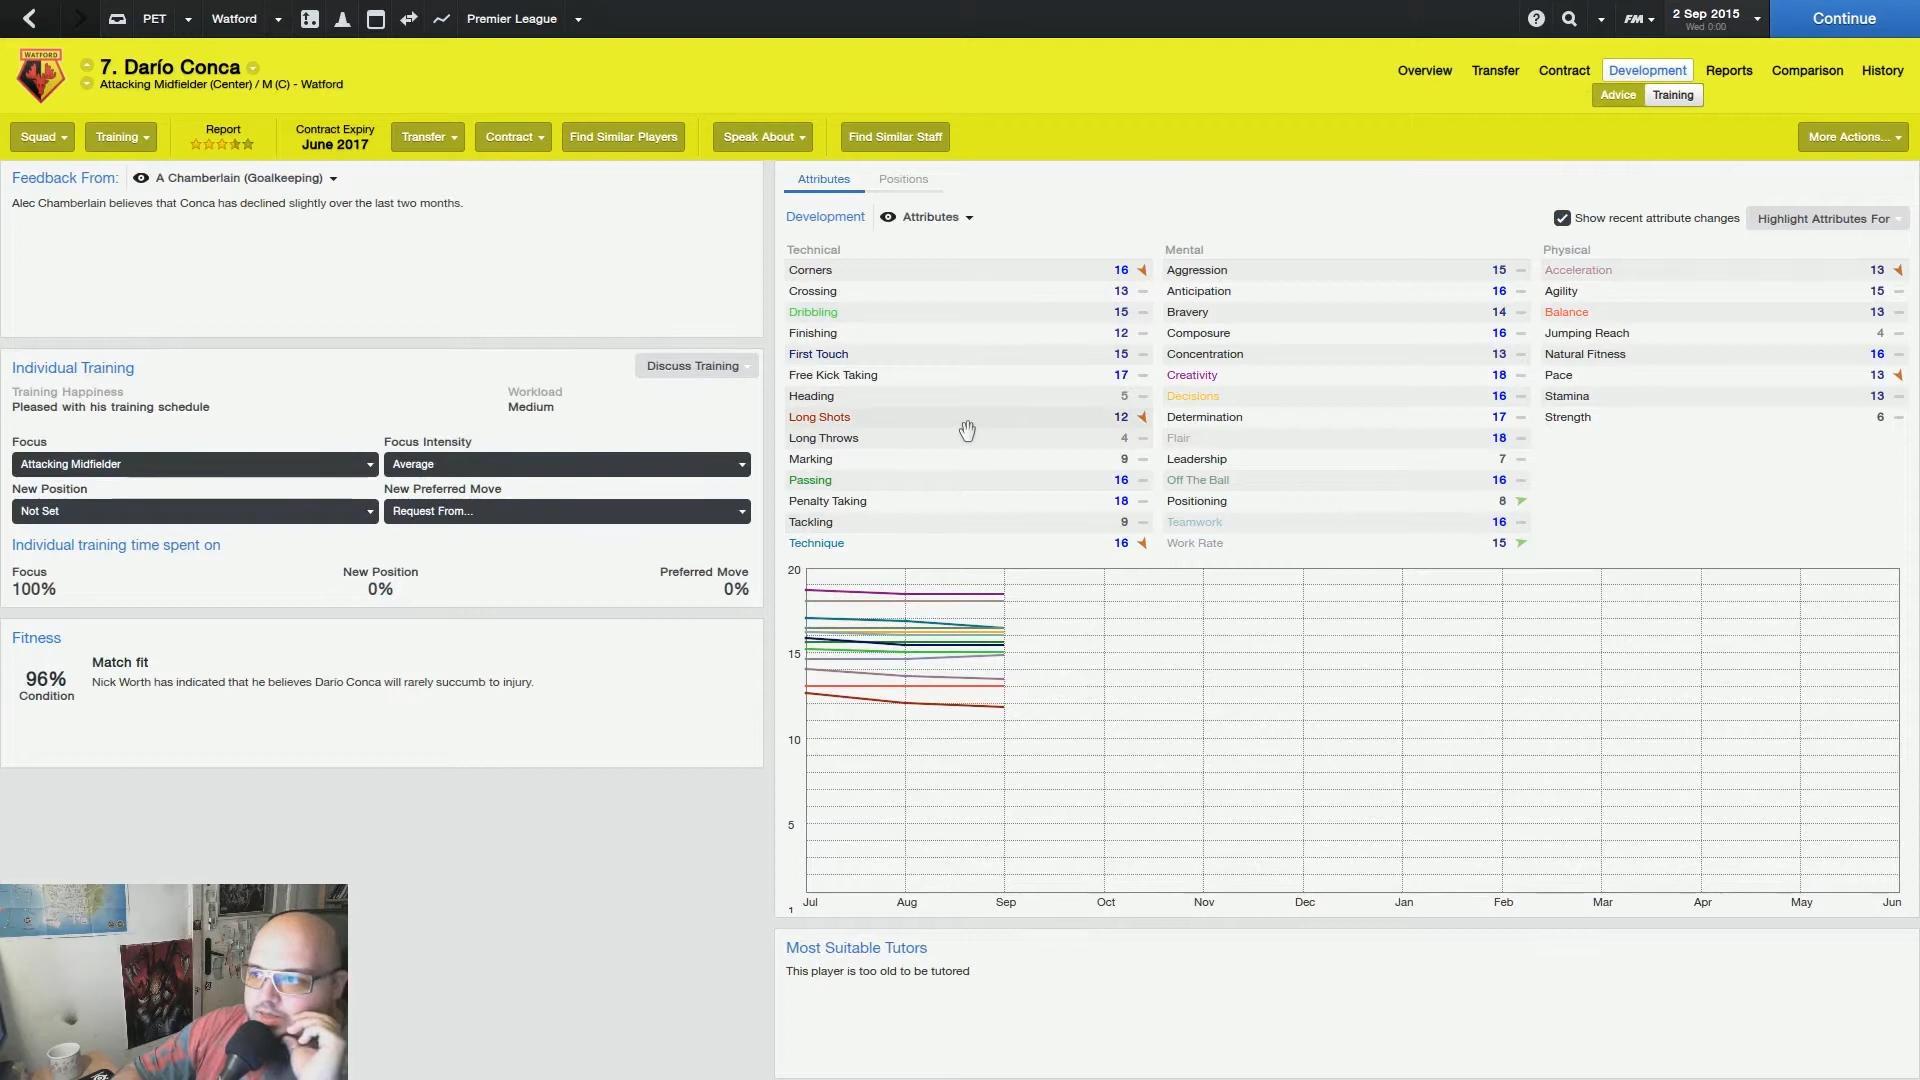 PET
Watford
Premier League
FM
2 Sep 2015
Wed 0:00
Continue
WATFORD
7. Darío Conca
Attacking Midfielder (Center) / M (C) - Watford
Overview
Transfer
Contract
Development
Reports
Comparison
History
Advice
Training
Squad
Training
Report
Contract Expiry
June 2017
Transfer
Contract
Find Similar Players
Speak About
Find Similar Staff
More Actions...
Feedback From:
A Chamberlain (Goalkeeping)
Alec Chamberlain believes that Conca has declined slightly over the last two months.
Individual Training
Discuss Training
Training Happiness
Pleased with his training schedule
Workload
Medium
Focus
Attacking Midfielder
Focus Intensity
Average
New Position
Not Set
New Preferred Move
Request From...
Individual training time spent on
Focus
100%
New Position
0%
Preferred Move
0%
Fitness
96%
Condition
Match fit
Nick Worth has indicated that he believes Darío Conca will rarely succumb to injury.
Attributes
Positions
Development
Attributes
Show recent attribute changes
Highlight Attributes For
Technical
Corners 16
Crossing 13
Dribbling 15
Finishing 12
First Touch 15
Free Kick Taking 17
Heading 5
Long Shots 12
Long Throws 4
Marking 9
Passing 16
Penalty Taking 18
Tackling 9
Technique 16
Mental
Aggression 15
Anticipation 16
Bravery 14
Composure 16
Concentration 13
Creativity 18
Decisions 16
Determination 17
Flair 18
Leadership 7
Off The Ball 16
Positioning 8
Teamwork 16
Work Rate 15
Physical
Acceleration 13
Agility 15
Balance 13
Jumping Reach 4
Natural Fitness 16
Pace 13
Stamina 13
Strength 6
20
15
10
5
1
Jul Aug Sep Oct Nov Dec Jan Feb Mar Apr May Jun
Most Suitable Tutors
This player is too old to be tutored